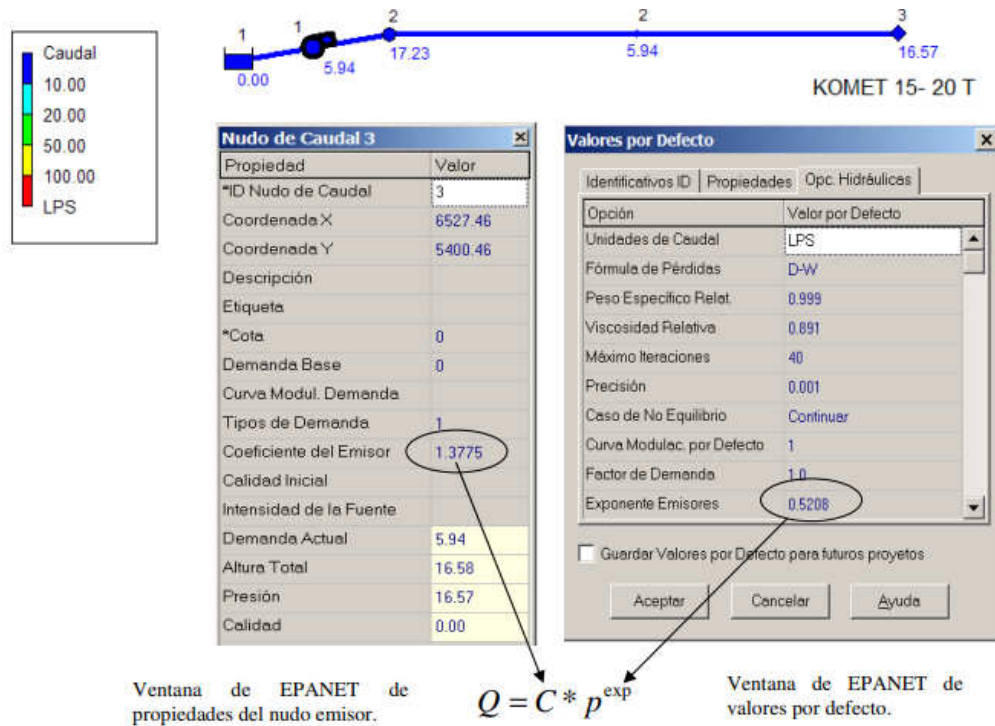 1
1
2
2
3
0.00
5.94
17.23
5.94
16.57
KOMET 15- 20 T
Caudal
10.00
20.00
50.00
100.00
LPS
Nudo de Caudal 3
Propiedad Valor
*ID Nudo de Caudal 3
Coordenada X 6527.46
Coordenada Y 5400.46
Descripción
Etiqueta
*Cota 0
Demanda Base 0
Curva Modul. Demanda
Tipos de Demanda 1
Coeficiente del Emisor 1.3775
Calidad Inicial
Intensidad de la Fuente
Demanda Actual 5.94
Altura Total 16.58
Presión 16.57
Calidad 0.00
Valores por Defecto
Identificativos ID Propiedades Opc. Hidráulicas
Opción Valor por Defecto
Unidades de Caudal LPS
Fórmula de Pérdidas D-W
Peso Específico Relat. 0.999
Viscosidad Relativa 0.891
Máximo Iteraciones 40
Precisión 0.001
Caso de No Equilibrio Continuar
Curva Modulac. por Defecto 1
Factor de Demanda 1.0
Exponente Emisores 0.5208
Guardar Valores por Defecto para futuros proyetos
Aceptar Cancelar Ayuda
Ventana de EPANET de
propiedades del nudo emisor.
Q = C * p^exp
Ventana de EPANET de
valores por defecto.